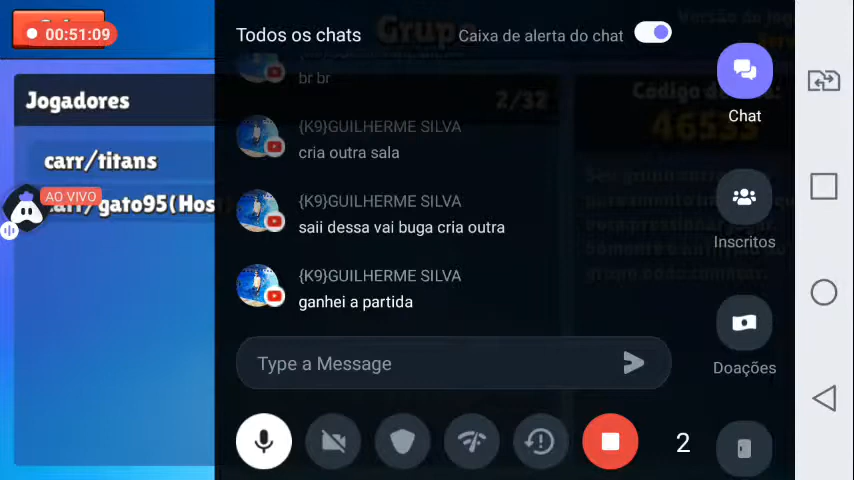 00:51:09
Todos os chats
Caixa de alerta do chat
Grupo
Jogadores
2/32
br br
{K9}GUILHERME SILVA
cria outra sala
carr/titans
AO VIVO
{K9}GUILHERME SILVA
saii dessa vai buga cria outra
{K9}GUILHERME SILVA
ganhei a partida
Type a Message
Chat
Inscritos
Doações
2